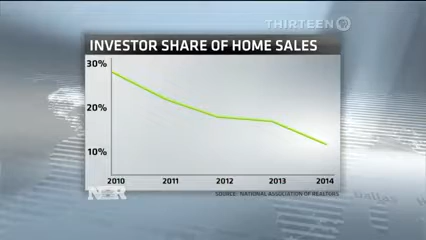 THIRTEEN PBS
INVESTOR SHARE OF HOME SALES
30%
20%
10%
2010 2011 2012 2013 2014
SOURCE: NATIONAL ASSOCIATION OF REALTORS
NBR